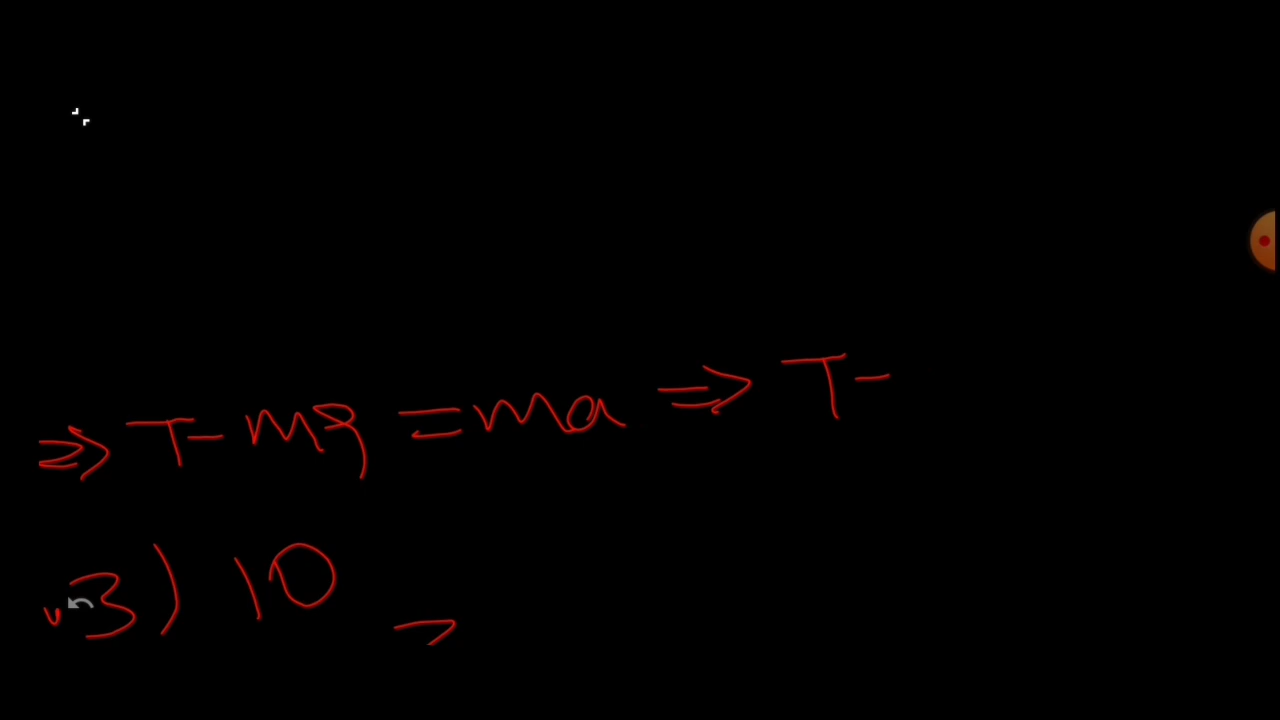 ⇒ T - mg = ma ⇒ T -
3) 10